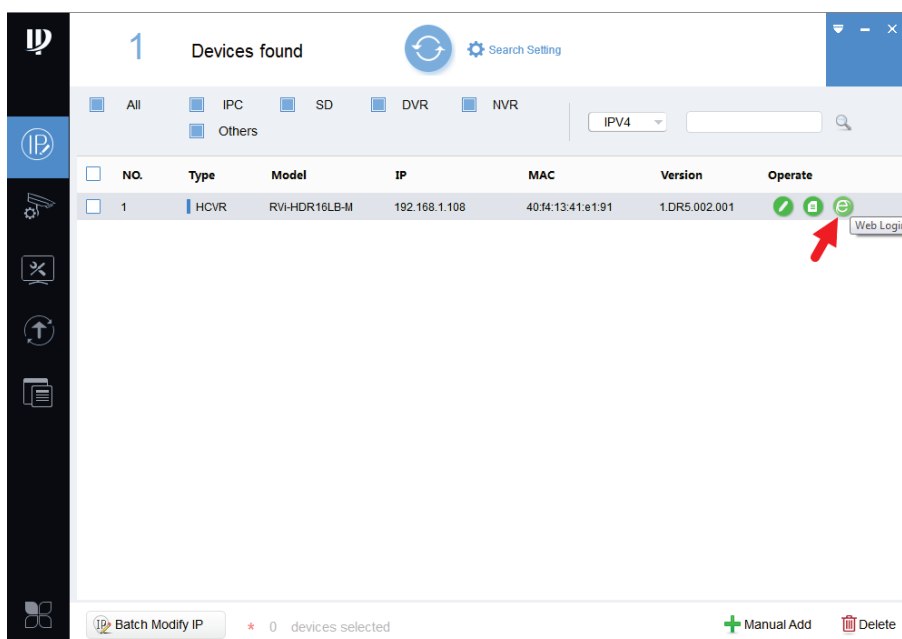 1 Devices found Search Setting
All IPC SD DVR NVR
Others
IPV4
NO. Type Model IP MAC Version Operate
1 HCVR RVi-HDR16LB-M 192.168.1.108 40:f4:13:41:e1:91 1.DR5.002.001
Web Login
IP Batch Modify IP * 0 devices selected Manual Add Delete